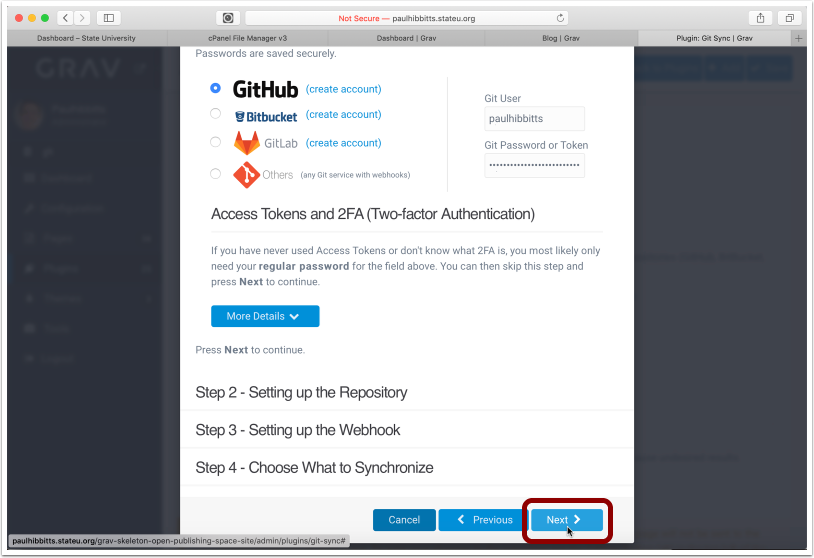 Not Secure — paulhibbitts.stateu.org
Dashboard – State University
cPanel File Manager v3
Dashboard | Grav
Blog | Grav
Plugin: Git Sync | Grav
GRAV
Passwords are saved securely.
GitHub (create account)
Bitbucket (create account)
GitLab (create account)
Others (any Git service with webhooks)
Git User
paulhibbitts
Git Password or Token
Access Tokens and 2FA (Two-factor Authentication)
If you have never used Access Tokens or don't know what 2FA is, you most likely only
need your regular password for the field above. You can then skip this step and
press Next to continue.
More Details
Press Next to continue.
Step 2 - Setting up the Repository
Step 3 - Setting up the Webhook
Step 4 - Choose What to Synchronize
Cancel
Previous
Next
paulhibbitts.stateu.org/grav-skeleton-open-publishing-space-site/admin/plugins/git-sync#